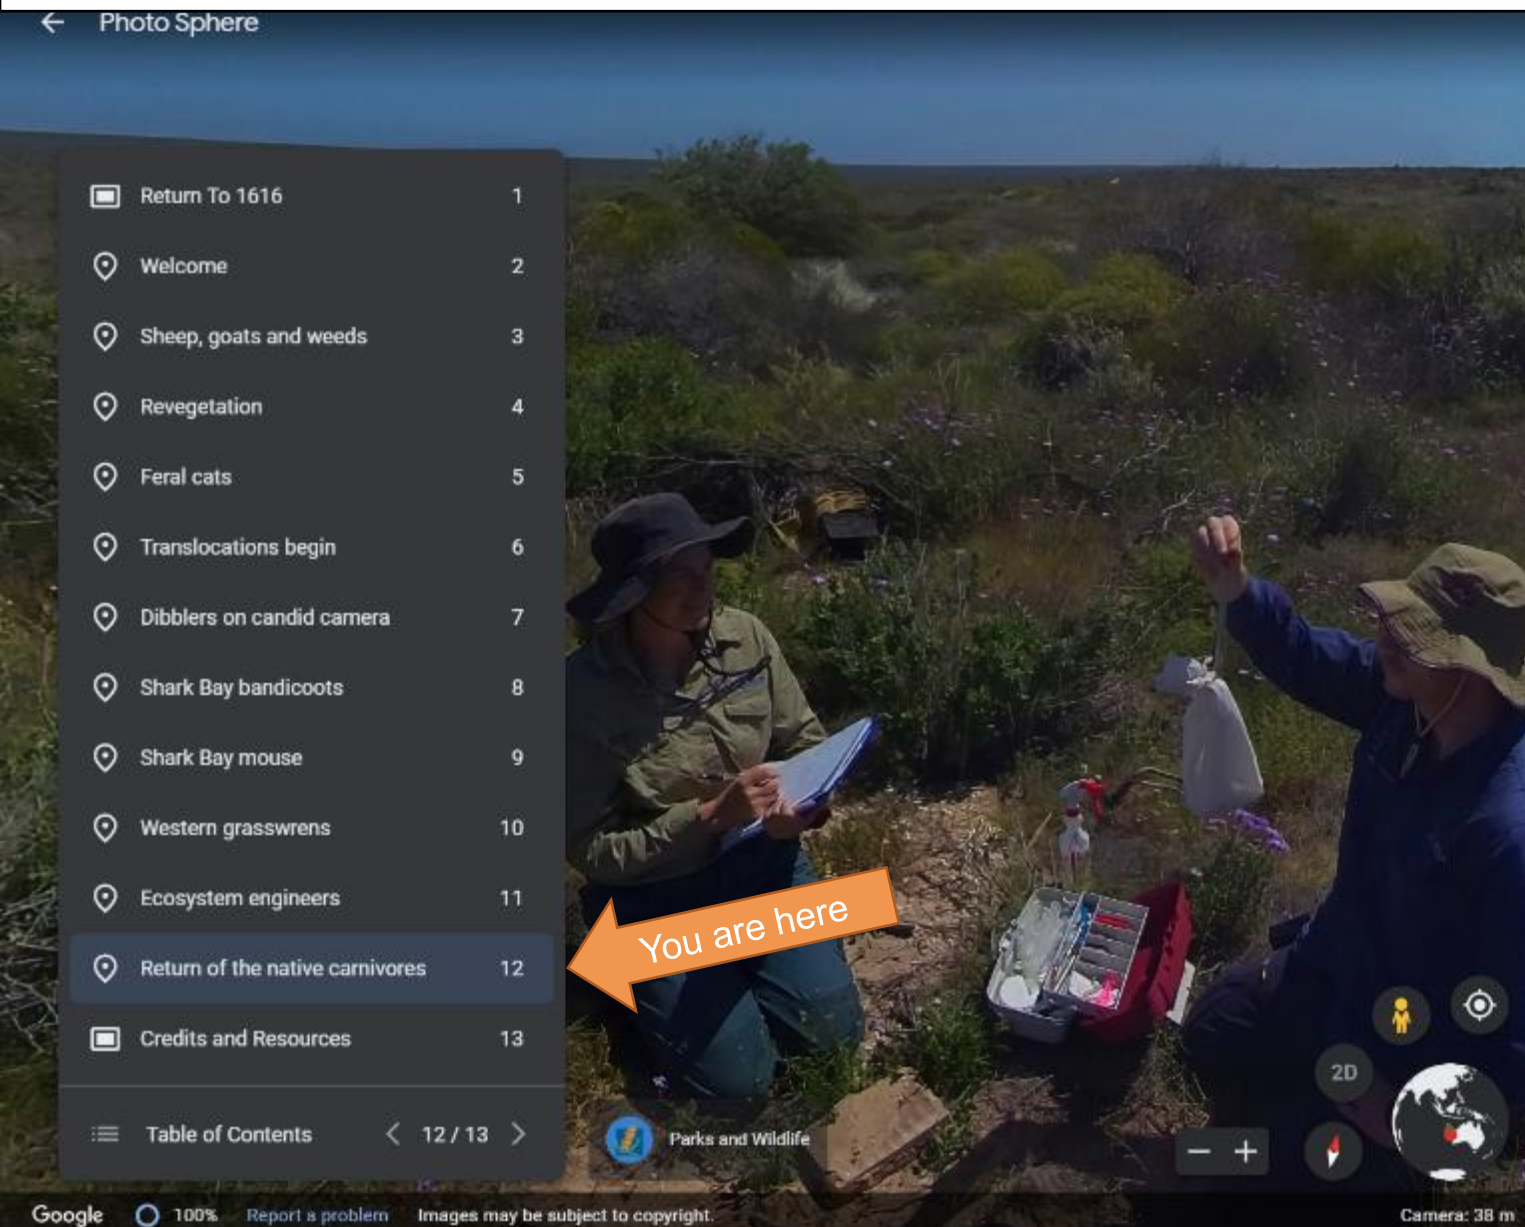 Photo Sphere
Return To 1616 1
Welcome 2
Sheep, goats and weeds 3
Revegetation 4
Feral cats 5
Translocations begin 6
Dibblers on candid camera 7
Shark Bay bandicoots 8
Shark Bay mouse 9
Western grasswrens 10
Ecosystem engineers 11
Return of the native carnivores 12
You are here
Credits and Resources 13
Table of Contents 12 / 13
Parks and Wildlife
2D
Google 100% Report a problem Images may be subject to copyright. Camera: 38 m